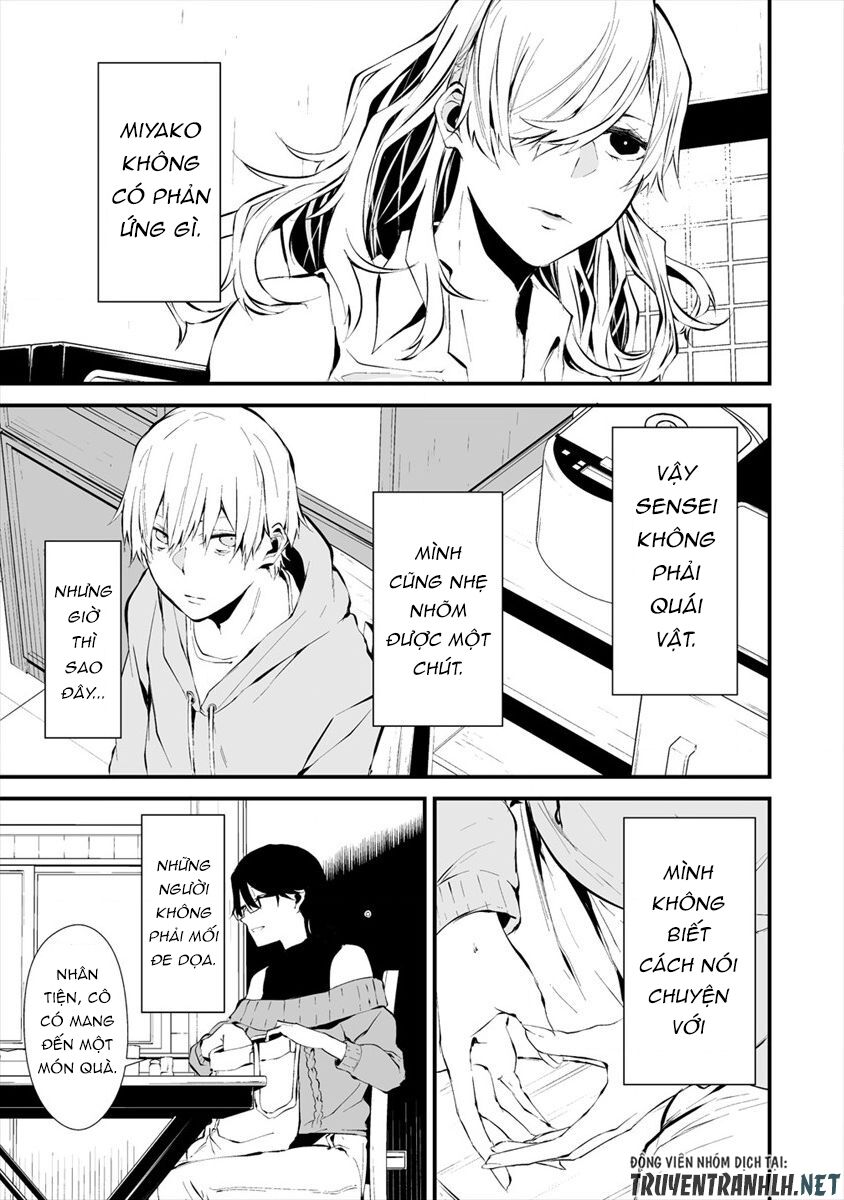 MIYAKO
KHÔNG
CÓ PHẢN
ỨNG GÌ.
VẬY
SENSEI
KHÔNG
PHẢI
QUÁI
VẬT.
MÌNH
CŨNG NHẸ
NHÕM
ĐƯỢC MỘT
CHÚT.
NHƯNG
GIỜ THÌ
SAO
ĐÂY...
MÌNH
KHÔNG
BIẾT
CÁCH NÓI
CHUYỆN
VỚI
NHỮNG
NGƯỜI
KHÔNG
PHẢI MỐI
ĐE DỌA.
NHÂN
TIỆN, CÔ
CÓ MANG
ĐẾN MỘT
MÓN QUÀ.
ĐỘNG VIÊN NHÓM DỊCH TẠI:
TRUYENTRANHLH.NET